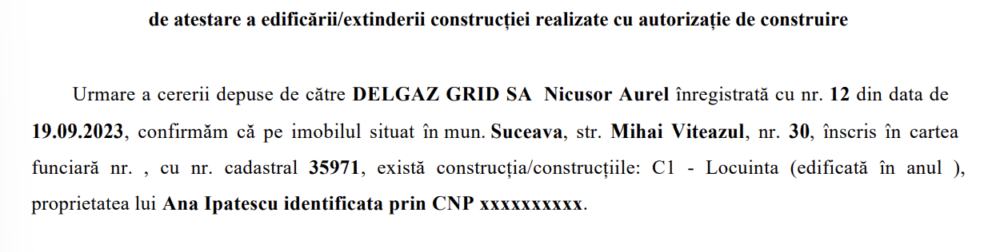 de atestare a edificării/extinderii construcției realizate cu autorizație de construire
Urmare a cererii depuse de către DELGAZ GRID SA Nicusor Aurel înregistrată cu nr. 12 din data de
19.09.2023, confirmăm că pe imobilul situat în mun. Suceava, str. Mihai Viteazul, nr. 30, înscris în cartea
funciară nr. , cu nr. cadastral 35971, există construcția/construcțiile: C1 - Locuinta (edificată în anul ),
proprietatea lui Ana Ipatescu identificata prin CNP xxxxxxxxxx.